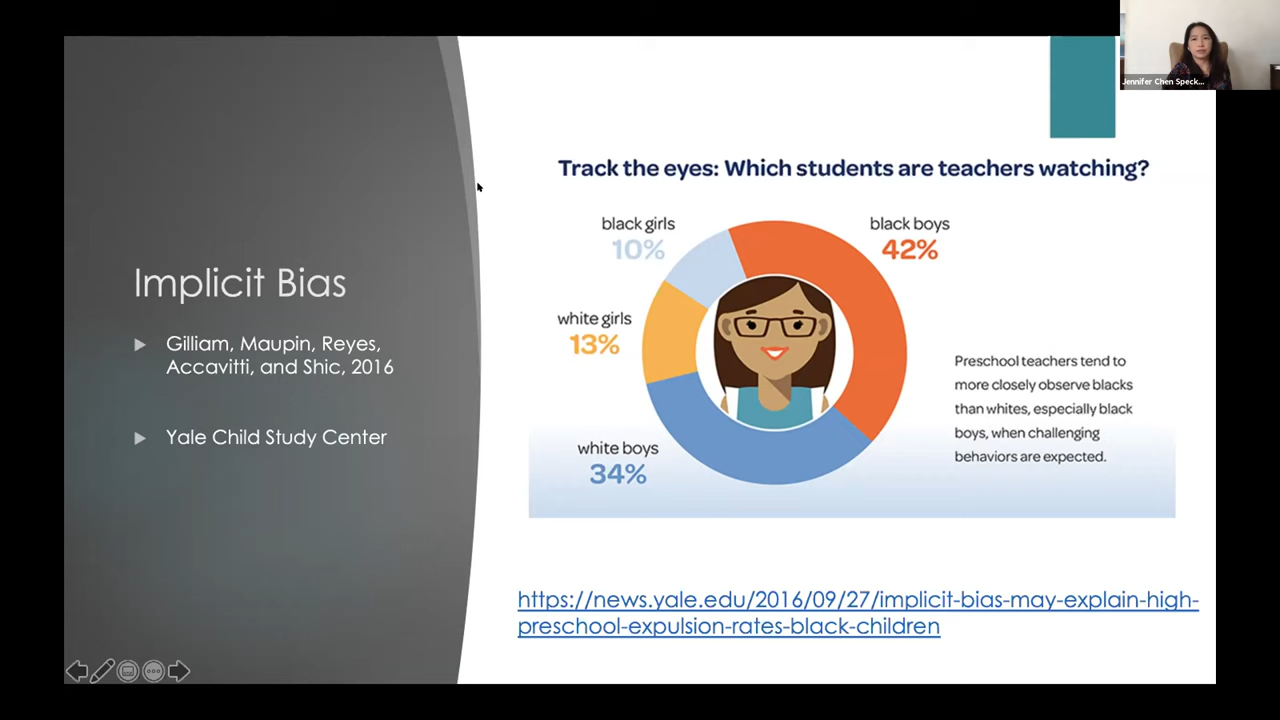 Jennifer Chen Speck...
Implicit Bias
Gilliam, Maupin, Reyes,
Accavitti, and Shic, 2016
Yale Child Study Center
Track the eyes: Which students are teachers watching?
black girls
10%
black boys
42%
white girls
13%
white boys
34%
Preschool teachers tend to
more closely observe blacks
than whites, especially black
boys, when challenging
behaviors are expected.
https://news.yale.edu/2016/09/27/implicit-bias-may-explain-high-
preschool-expulsion-rates-black-children